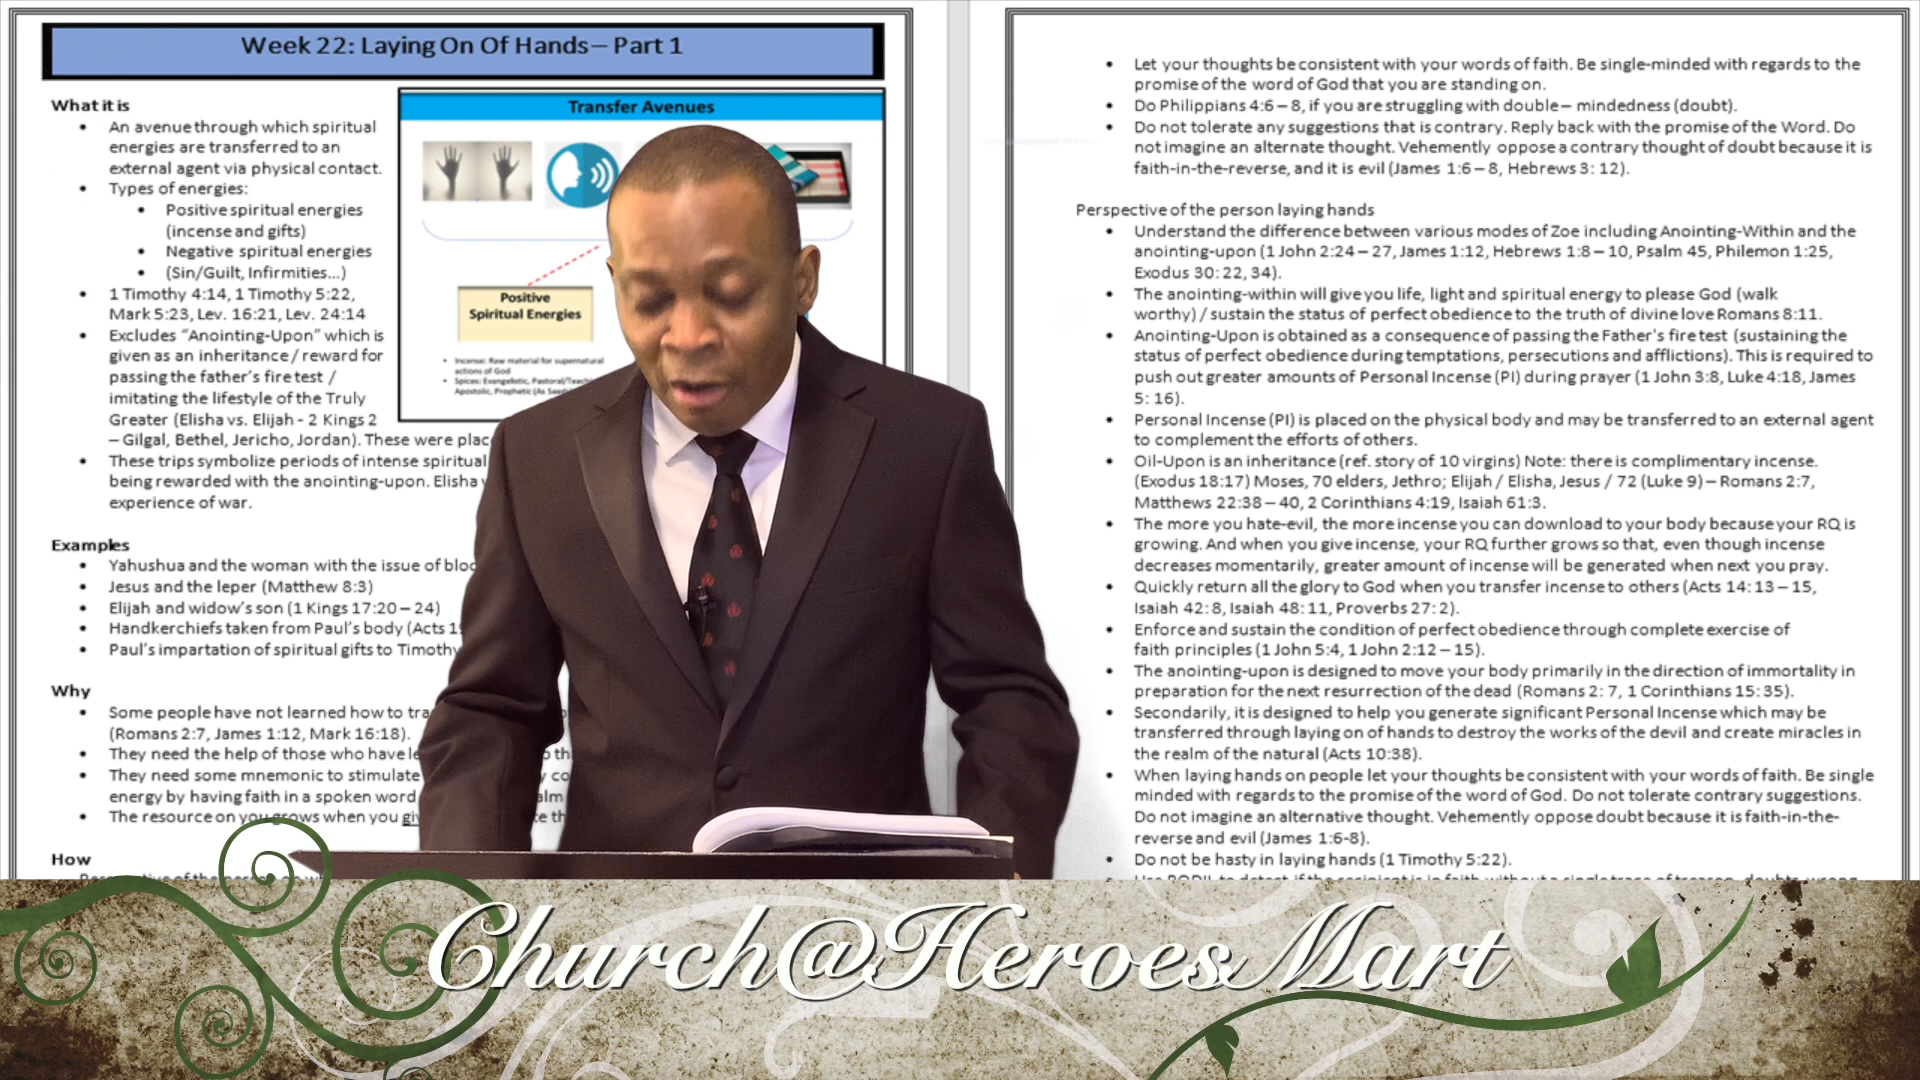 Week 22: Laying On Of Hands– Part 1
What it is
• An avenue through which spiritual
energies are transferred to an
external agent via physical contact.
• Types of energies:
• Positive spiritual energies
(incense and gifts)
• Negative spiritual energies
• (Sin/Guilt, Infirmities...)
• 1 Timothy 4:14, 1 Timothy 5:22,
Mark 5:23, Lev. 16:21, Lev. 24:14
• Excludes “Anointing-Upon” which is
given as an inheritance / reward for
passing the father’s fire test /
imitating the lifestyle of the Truly
Greater (Elisha vs. Elijah - 2 Kings 2
– Gilgal, Bethel, Jericho, Jordan). These were
• These trips symbolize periods of intense spiritual
being rewarded with the anointing-upon. Elisha
experience of war.
Transfer Avenues
Positive
Spiritual Energies
• Incense: Raw material for supernatural
actions of God
• Spices: Evangelistic,
Apostolic, Prophetic (As
Examples
• Yahushua and the woman with the issue of
• Jesus and the leper (Matthew 8:3)
• Elijah and widow’s son (1 Kings 17:20 – 24)
• Handkerchiefs taken from Paul’s body (Acts
• Paul’s impartation of spiritual gifts to Timothy
Why
• Some people have not learned how to
(Romans 2:7, James 1:12, Mark 16:18).
• They need the help of those who have
• They need some mnemonic to stimulate
energy by having faith in a spoken word
• The resource on you grows when you
How
• Let your thoughts be consistent with your words of faith. Be single-minded with regards to the
promise of the word of God that you are standing on.
• Do Philippians 4:6 – 8, if you are struggling with double – mindedness (doubt).
• Do not tolerate any suggestions that is contrary. Reply back with the promise of the Word. Do
not imagine an alternate thought. Vehemently oppose a contrary thought of doubt because it is
faith-in-the-reverse, and it is evil (James 1:6 – 8, Hebrews 3: 12).
Perspective of the person laying hands
• Understand the difference between various modes of Zoe including Anointing-Within and the
anointing-upon (1 John 2:24 – 27, James 1:12, Hebrews 1:8 – 10, Psalm 45, Philemon 1:25,
Exodus 30: 22, 34).
• The anointing-within will give you life, light and spiritual energy to please God (walk
worthy) / sustain the status of perfect obedience to the truth of divine love Romans 8:11.
• Anointing-Upon is obtained as a consequence of passing the Father’s fire test (sustaining the
status of perfect obedience during temptations, persecutions and afflictions). This is required to
push out greater amounts of Personal Incense (PI) during prayer (1 John 3:8, Luke 4:18, James
5: 16).
• Personal Incense (PI) is placed on the physical body and may be transferred to an external agent
to complement the efforts of others.
• Oil-Upon is an inheritance (ref. story of 10 virgins) Note: there is complimentary incense.
(Exodus 18:17) Moses, 70 elders, Jethro; Elijah / Elisha, Jesus / 72 (Luke 9) – Romans 2:7,
Matthews 22:38 – 40, 2 Corinthians 4:19, Isaiah 61:3.
• The more you hate-evil, the more incense you can download to your body because your RQ is
growing. And when you give incense, your RQ further grows so that, even though incense
decreases momentarily, greater amount of incense will be generated when next you pray.
• Quickly return all the glory to God when you transfer incense to others (Acts 14: 13 – 15,
Isaiah 42: 8, Isaiah 48: 11, Proverbs 27: 2).
• Enforce and sustain the condition of perfect obedience through complete exercise of
faith principles (1 John 5:4, 1 John 2:12 – 15).
• The anointing-upon is designed to move your body primarily in the direction of immortality in
preparation for the next resurrection of the dead (Romans 2: 7, 1 Corinthians 15: 35).
• Secondarily, it is designed to help you generate significant Personal Incense which may be
transferred through laying on of hands to destroy the works of the devil and create miracles in
the realm of the natural (Acts 10:38).
• When laying hands on people let your thoughts be consistent with your words of faith. Be single
minded with regards to the promise of the word of God. Do not tolerate contrary suggestions.
Do not imagine an alternative thought. Vehemently oppose doubt because it is faith-in-the-
reverse and evil (James 1:6-8).
• Do not be hasty in laying hands (1 Timothy 5:22).
Church@HeroesMart